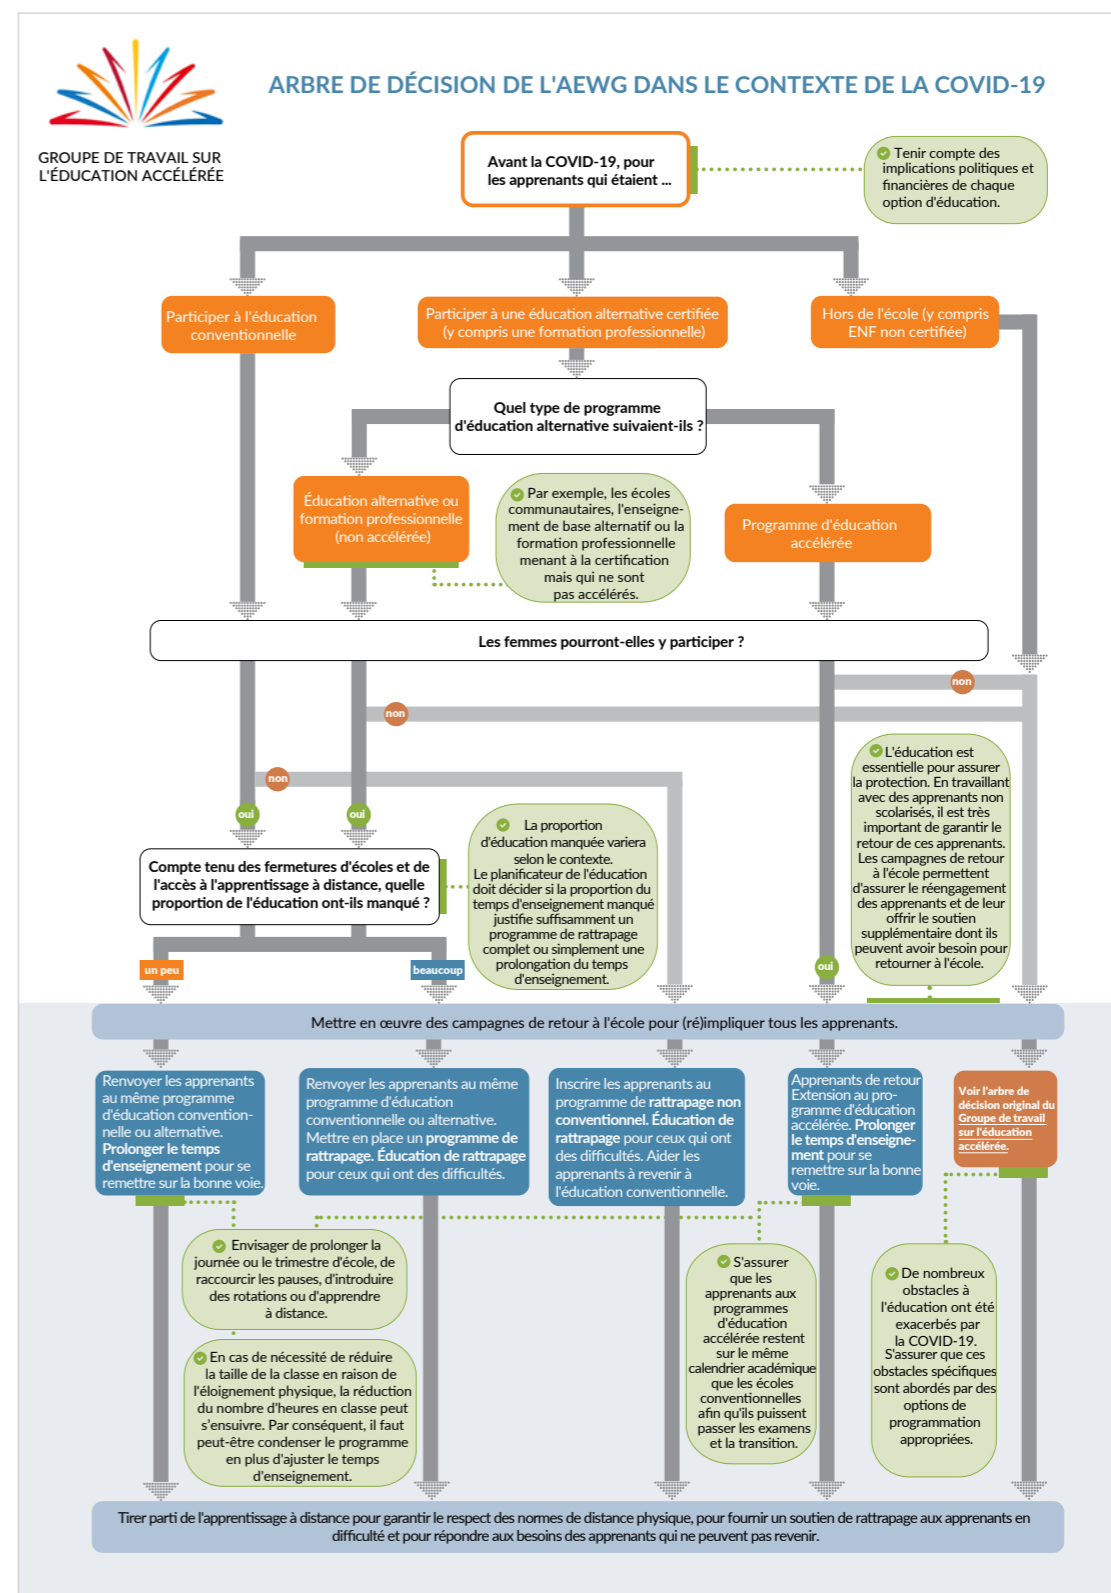 ARBRE DE DÉCISION DE L'AEWG DANS LE CONTEXTE DE LA COVID-19
GROUPE DE TRAVAIL SUR
L'ÉDUCATION ACCÉLÉRÉE
Avant la COVID-19, pour
les apprenants qui étaient ...
Tenir compte des
implications politiques et
financières de chaque
option d'éducation.
Participer à l'éducation
conventionnelle
Participer à une éducation alternative certifiée
(y compris une formation professionnelle)
Hors de l'école (y compris
ENF non certifiée)
Quel type de programme
d'éducation alternative suivaient-ils ?
Éducation alternative ou
formation professionnelle
(non accélérée)
Par exemple, les écoles
communautaires, l'enseigne-
ment de base alternatif ou la
formation professionnelle
menant à la certification
mais qui ne sont
pas accélérés.
Programme d'éducation
accélérée
Les femmes pourront-elles y participer ?
non
non
non
oui
oui
L'éducation est
essentielle pour assurer
la protection. En travaillant
avec des apprenants non
scolarisés, il est très
important de garantir le
retour de ces apprenants.
Les campagnes de retour
à l'école permettent
d'assurer le réengagement
des apprenants et de leur
offrir le soutien
supplémentaire dont ils
peuvent avoir besoin pour
retourner à l'école.
Compte tenu des fermetures d'écoles et de
l'accès à l'apprentissage à distance, quelle
proportion de l'éducation ont-ils manqué ?
La proportion
d'éducation manquée variera
selon le contexte.
Le planificateur de l'éducation
doit décider si la proportion du
temps d'enseignement manqué
justifie suffisamment un
programme de rattrapage
complet ou simplement une
prolongation du temps
d'enseignement.
un peu
beaucoup
oui
Mettre en œuvre des campagnes de retour à l'école pour (ré)impliquer tous les apprenants.
Renvoyer les apprenants
au même programme
d'éducation convention-
nelle ou alternative.
Prolonger le temps
d'enseignement pour se
remettre sur la bonne voie.
Renvoyer les apprenants au même
programme d'éducation
conventionnelle ou alternative.
Mettre en place un programme de
rattrapage. Éducation de rattrapage
pour ceux qui ont des difficultés.
Inscrire les apprenants au
programme de rattrapage non
conventionnel. Éducation de
rattrapage pour ceux qui ont
des difficultés. Aider les
apprenants à revenir à
l'éducation conventionnelle.
Apprenants de retour
Extension au pro-
gramme d'éducation
accélérée. Prolonger
le temps d'enseigne-
ment pour se
remettre sur la bonne
voie.
Voir l'arbre de
décision original du
Groupe de travail
sur l'éducation
accélérée.
Envisager de prolonger la
journée ou le trimestre d'école, de
raccourcir les pauses, d'introduire
des rotations ou d'apprendre
à distance.
En cas de nécessité de réduire
la taille de la classe en raison de
l'éloignement physique, la réduction
du nombre d'heures en classe peut
s'ensuivre. Par conséquent, il faut
peut-être condenser le programme
en plus d'ajuster le temps
d'enseignement.
S'assurer
que les
apprenants aux
programmes
d'éducation
accélérée restent
sur le même
calendrier académique
que les écoles
conventionnelles
afin qu'ils puissent
passer les examens
et la transition.
De nombreux
obstacles à
l'éducation ont été
exacerbés par
la COVID-19.
S'assurer que ces
obstacles spécifiques
sont abordés par des
options de
programmation
appropriées.
Tirer parti de l'apprentissage à distance pour garantir le respect des normes de distance physique, pour fournir un soutien de rattrapage aux apprenants en
difficulté et pour répondre aux besoins des apprenants qui ne peuvent pas revenir.